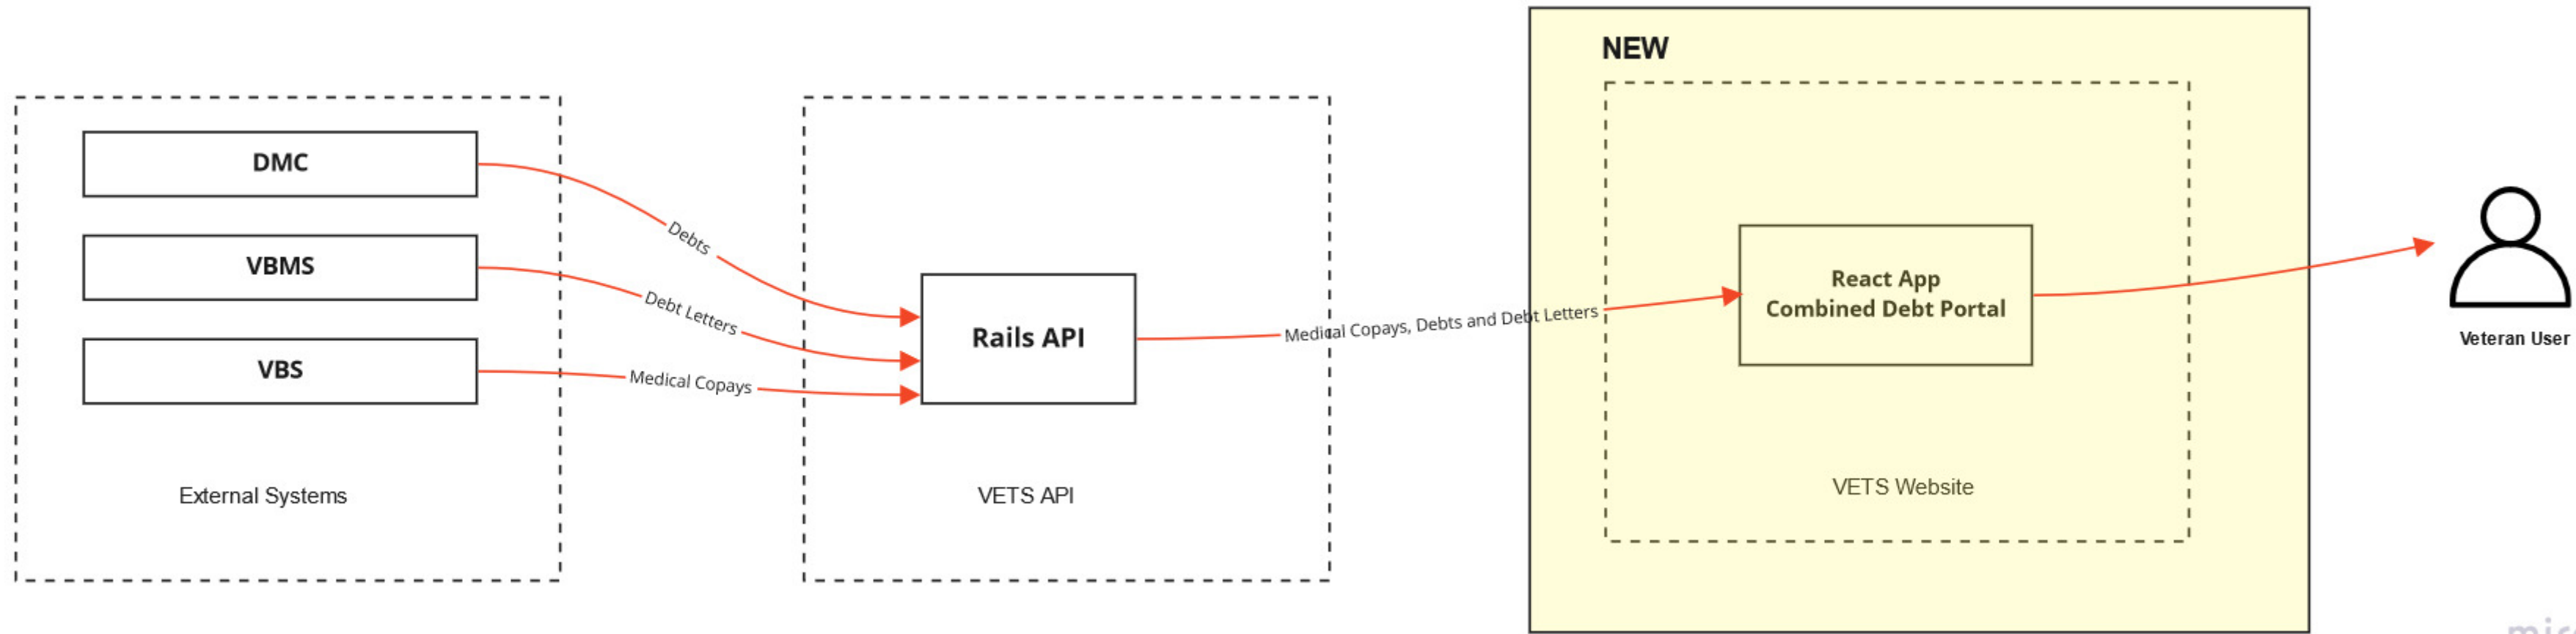 NEW
DMC
VBMS
VBS
External Systems
Debts
Debt Letters
Medical Copays
Rails API
VETS API
Medical Copays, Debts and Debt Letters
React App
Combined Debt Portal
VETS Website
Veteran User